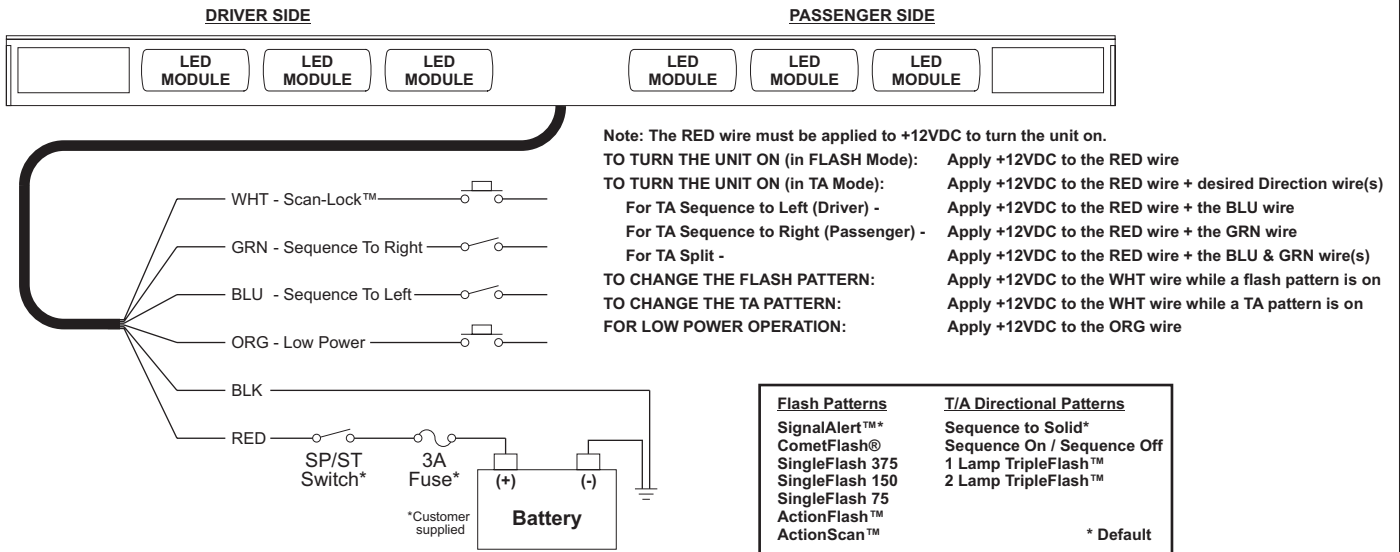 DRIVER SIDE
PASSENGER SIDE
LED
MODULE
LED
MODULE
LED
MODULE
LED
MODULE
LED
MODULE
LED
MODULE
Note: The RED wire must be applied to +12VDC to turn the unit on.
TO TURN THE UNIT ON (in FLASH Mode): Apply +12VDC to the RED wire
TO TURN THE UNIT ON (in TA Mode): Apply +12VDC to the RED wire + desired Direction wire(s)
For TA Sequence to Left (Driver) - Apply +12VDC to the RED wire + the BLU wire
For TA Sequence to Right (Passenger) - Apply +12VDC to the RED wire + the GRN wire
For TA Split - Apply +12VDC to the RED wire + the BLU & GRN wire(s)
TO CHANGE THE FLASH PATTERN: Apply +12VDC to the WHT wire while a flash pattern is on
TO CHANGE THE TA PATTERN: Apply +12VDC to the WHT wire while a TA pattern is on
FOR LOW POWER OPERATION: Apply +12VDC to the ORG wire
WHT - Scan-Lock™
GRN - Sequence To Right
BLU - Sequence To Left
ORG - Low Power
BLK
RED
SP/ST
Switch*
3A
Fuse*
(+)
(-)
*Customer
supplied
Battery
Flash Patterns
SignalAlert™*
CometFlash®
SingleFlash 375
SingleFlash 150
SingleFlash 75
ActionFlash™
ActionScan™
T/A Directional Patterns
Sequence to Solid*
Sequence On / Sequence Off
1 Lamp TripleFlash™
2 Lamp TripleFlash™
* Default